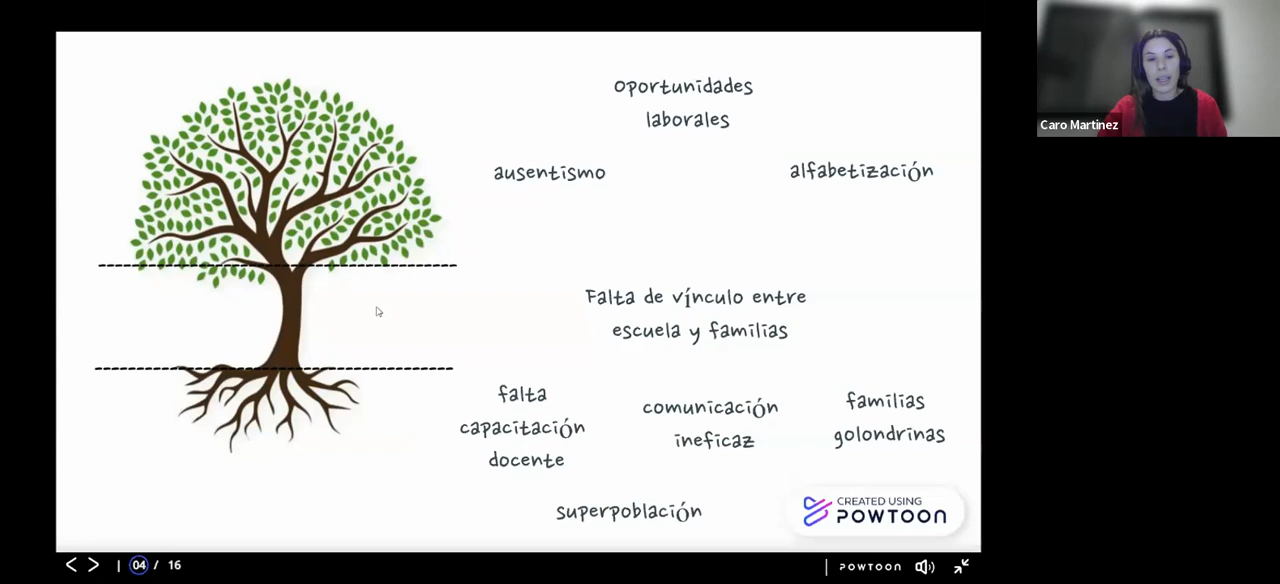 oportunidades
laborales
ausentismo
alfabetización
Falta de vínculo entre
escuela y familias
falta
capacitación
docente
comunicación
ineficaz
familias
golondrinas
superpoblación
CREATED USING
POWTOON
04 / 16
POWTOON
Caro Martinez